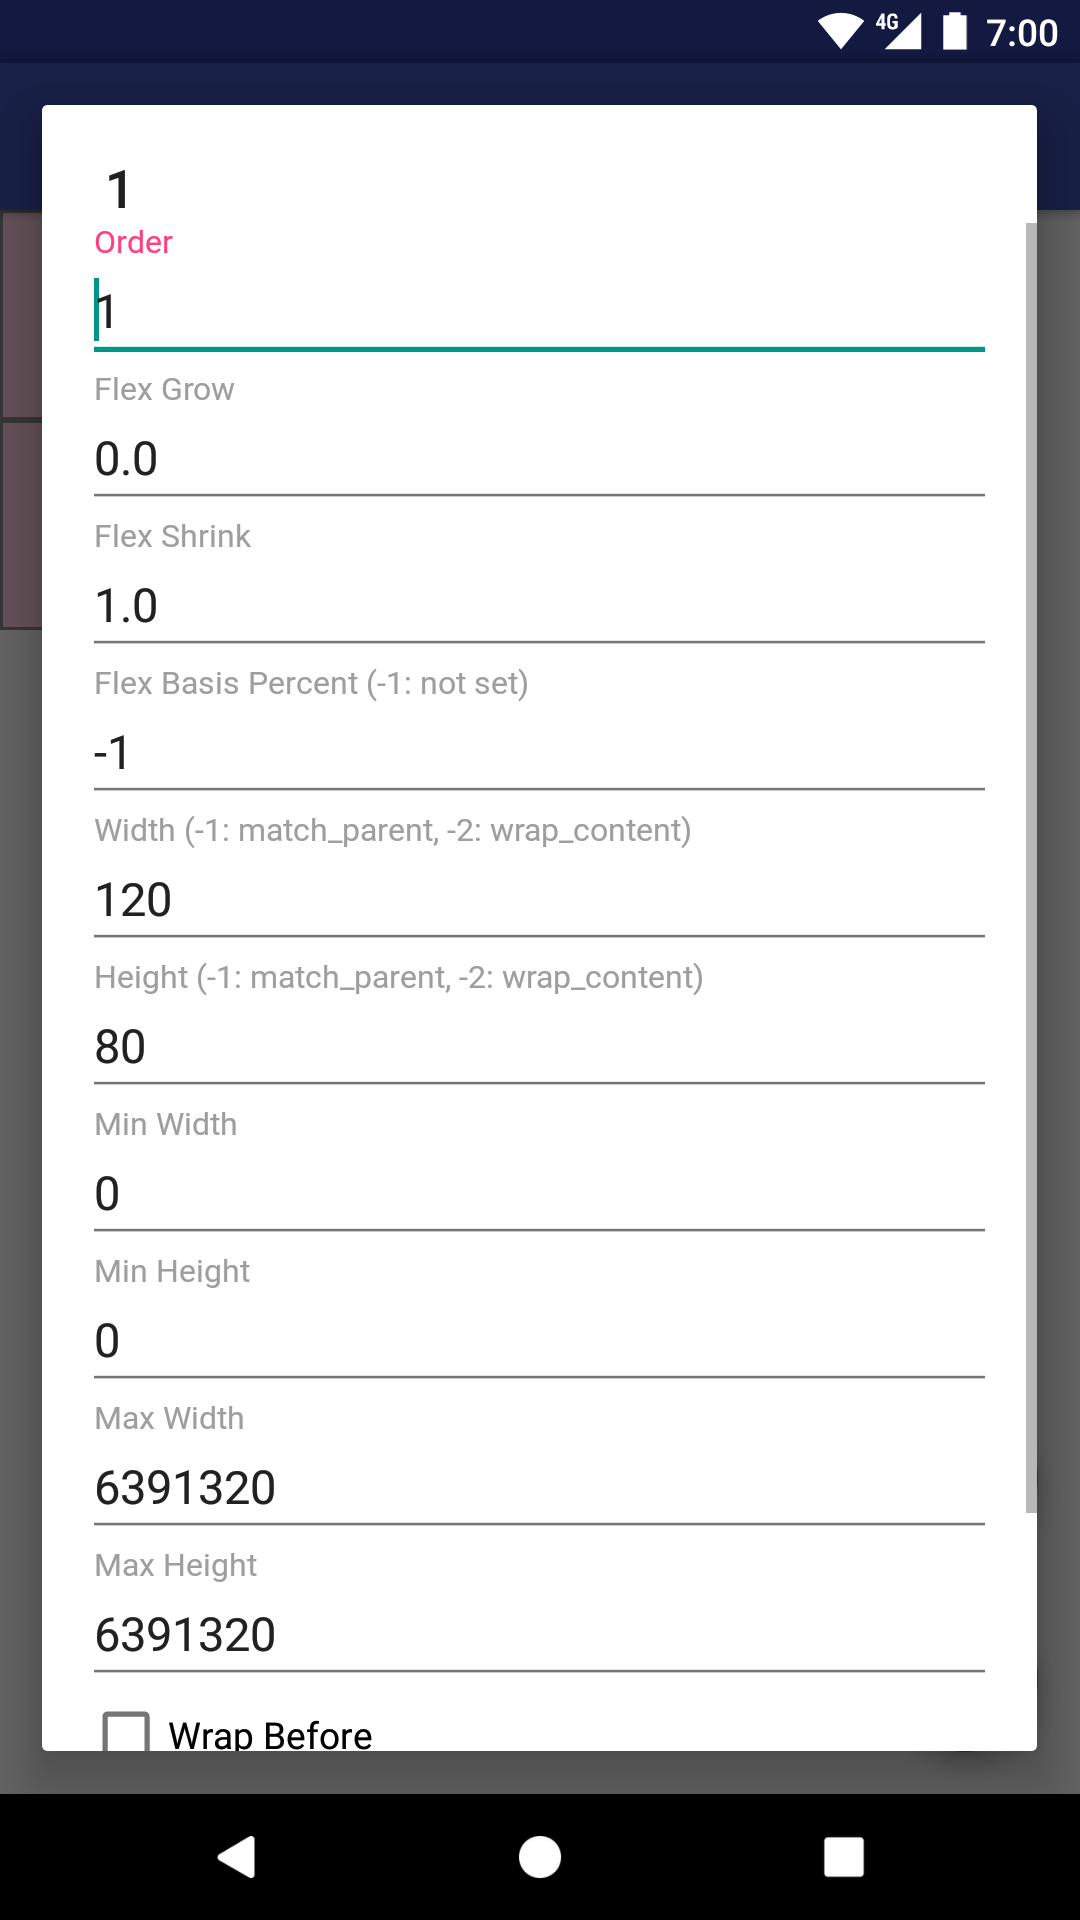 4G 7:00
1
Order
1
Flex Grow
0.0
Flex Shrink
1.0
Flex Basis Percent (-1: not set)
-1
Width (-1: match_parent, -2: wrap_content)
120
Height (-1: match_parent, -2: wrap_content)
80
Min Width
0
Min Height
0
Max Width
6391320
Max Height
6391320
Wrap Before